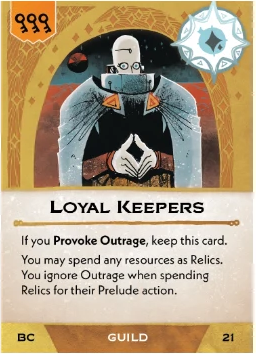 LOYAL KEEPERS
If you Provoke Outrage, keep this card.
You may spend any resources as Relics.
You ignore Outrage when spending
Relics for their Prelude action.
BC GUILD 21